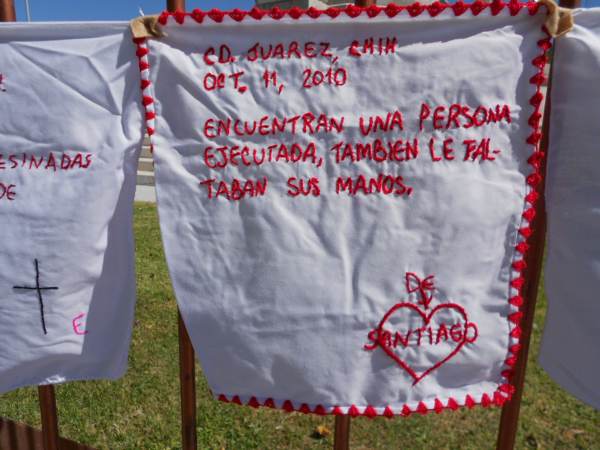 CD. JUAREZ, CHIH
OCT. 11, 2010
ENCUENTRAN UNA PERSONA
EJECUTADA, TAMBIEN LE FAL-
TABAN SUS MANOS.
DE
SANTIAGO
ESINADAS
DE
E